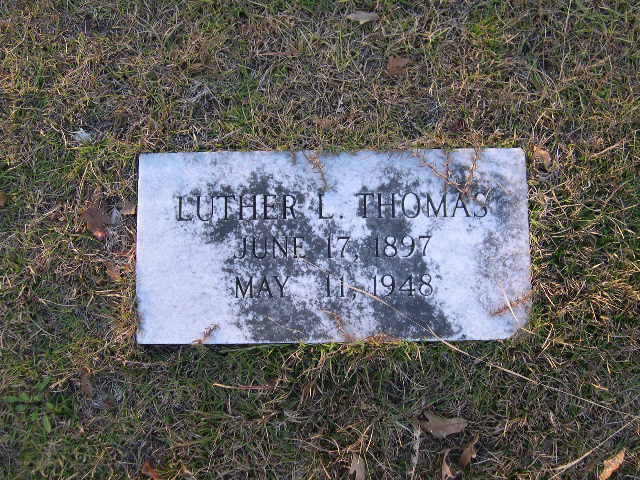 LUTHER L. THOMAS
JUNE 17, 1897
MAY 11, 1948